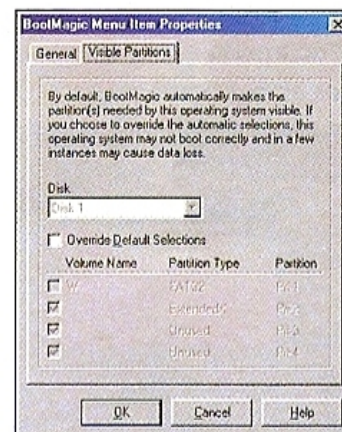 BootMagic Menu Item Properties
General Visible Partitions
By default, BootMagic automatically makes the
partition(s) needed by this operating system visible. If
you choose to override the automatic selections, this
operating system may not boot correctly and in a few
instances may cause data loss.
Disk
Disk 1
Override Default Selections
Volume Name Partition Type Partition
FAT32
Unused
Unused
OK Cancel Help